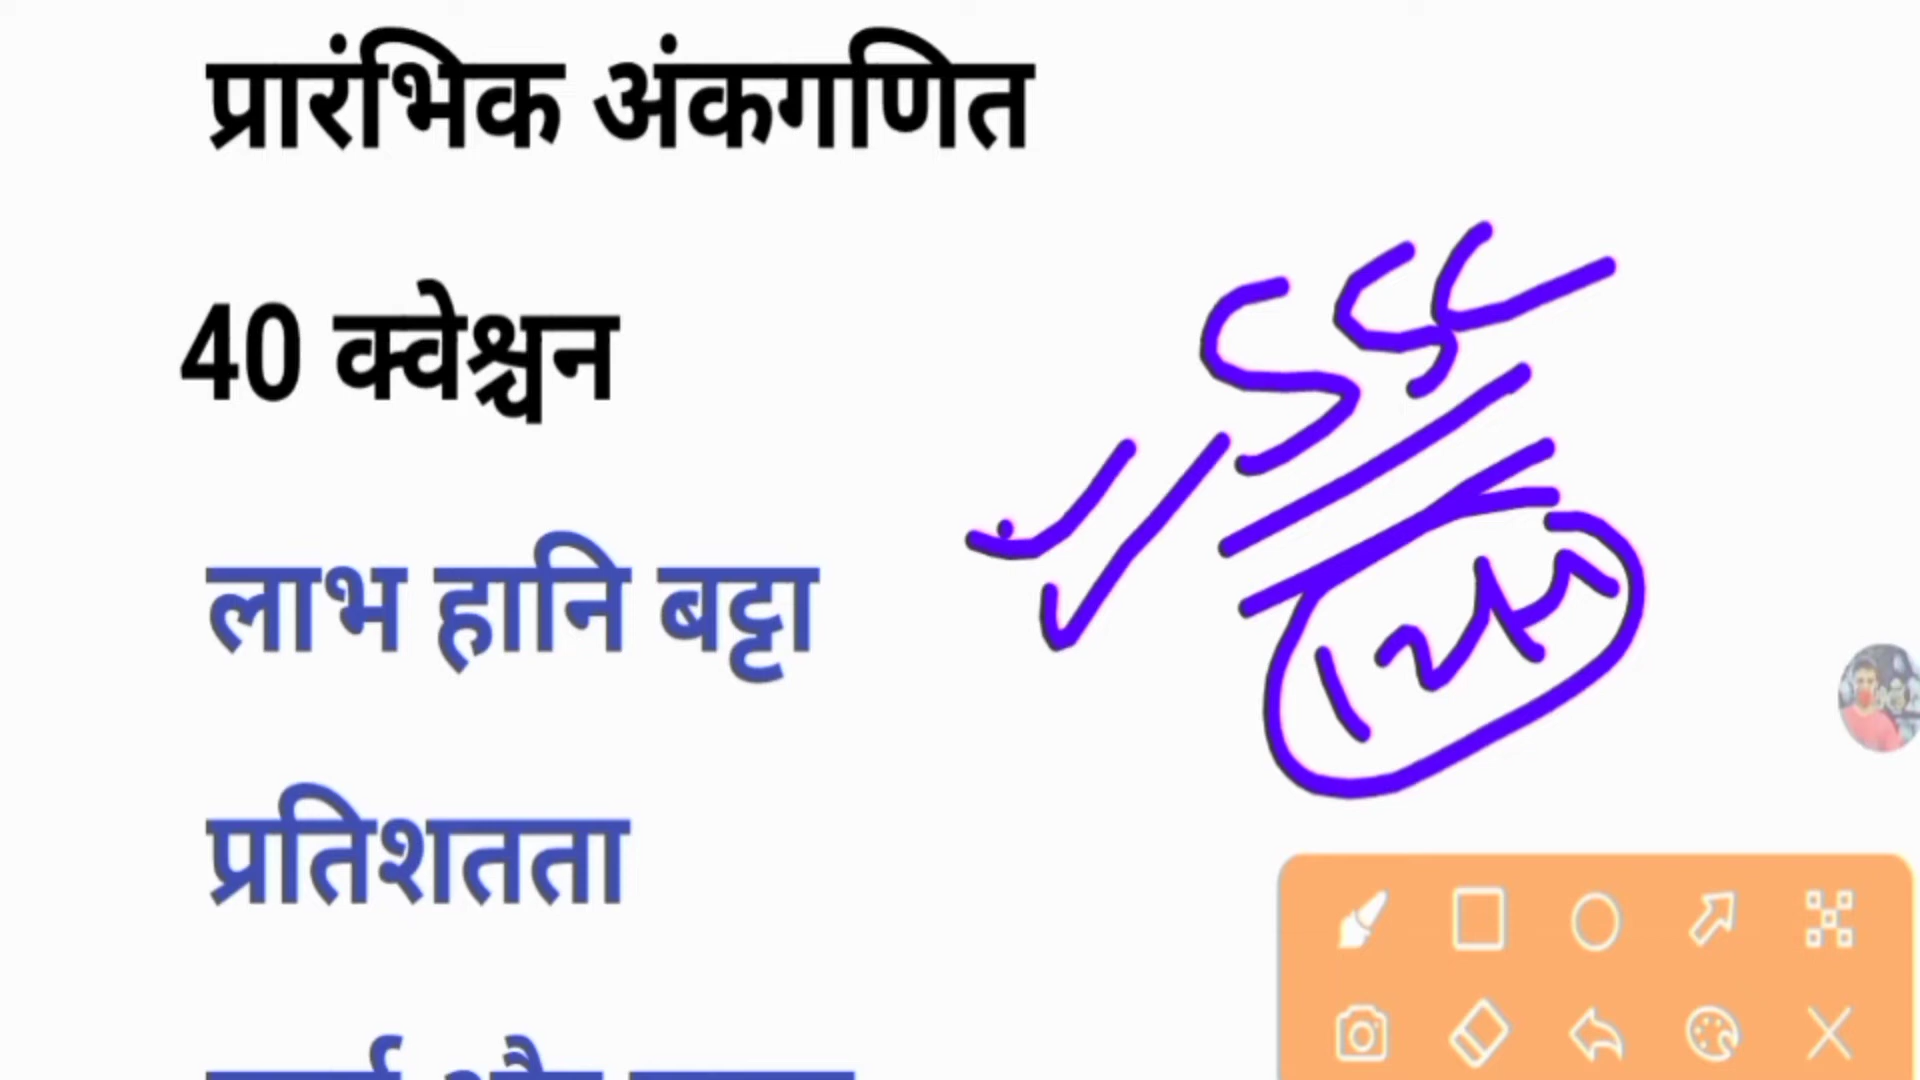 प्रारंभिक अंकगणित
40 क्वेश्चन
SSC
लाभ हानि बट्टा
प्रतिशतता